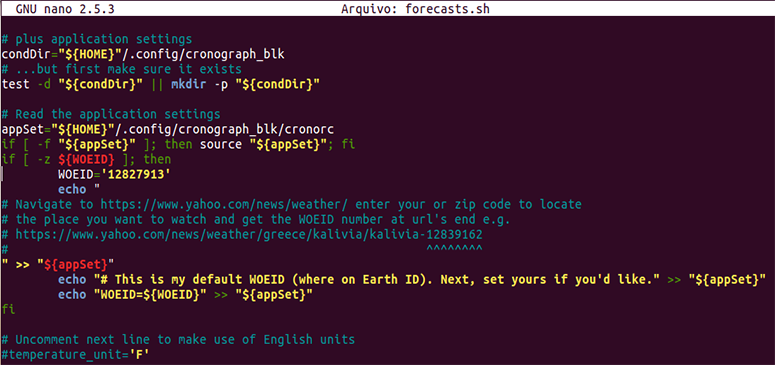 GNU nano 2.5.3 Arquivo: forecasts.sh
# plus application settings
condDir="${HOME}"/.config/cronograph_blk
# ...but first make sure it exists
test -d "${condDir}" || mkdir -p "${condDir}"
# Read the application settings
appSet="${HOME}"/.config/cronograph_blk/cronorc
if [ -f "${appSet}" ]; then source "${appSet}"; fi
if [ -z ${WOEID} ]; then
WOEID='12827913'
echo "
# Navigate to https://www.yahoo.com/news/weather/ enter your or zip code to locate
# the place you want to watch and get the WOEID number at url's end e.g.
# https://www.yahoo.com/news/weather/greece/kalivia/kalivia-12839162
# ^^^^^^^^
" >> "${appSet}"
echo "# This is my default WOEID (where on Earth ID). Next, set yours if you'd like." >> "${appSet}"
echo "WOEID=${WOEID}" >> "${appSet}"
fi
# Uncomment next line to make use of English units
#temperature_unit='F'